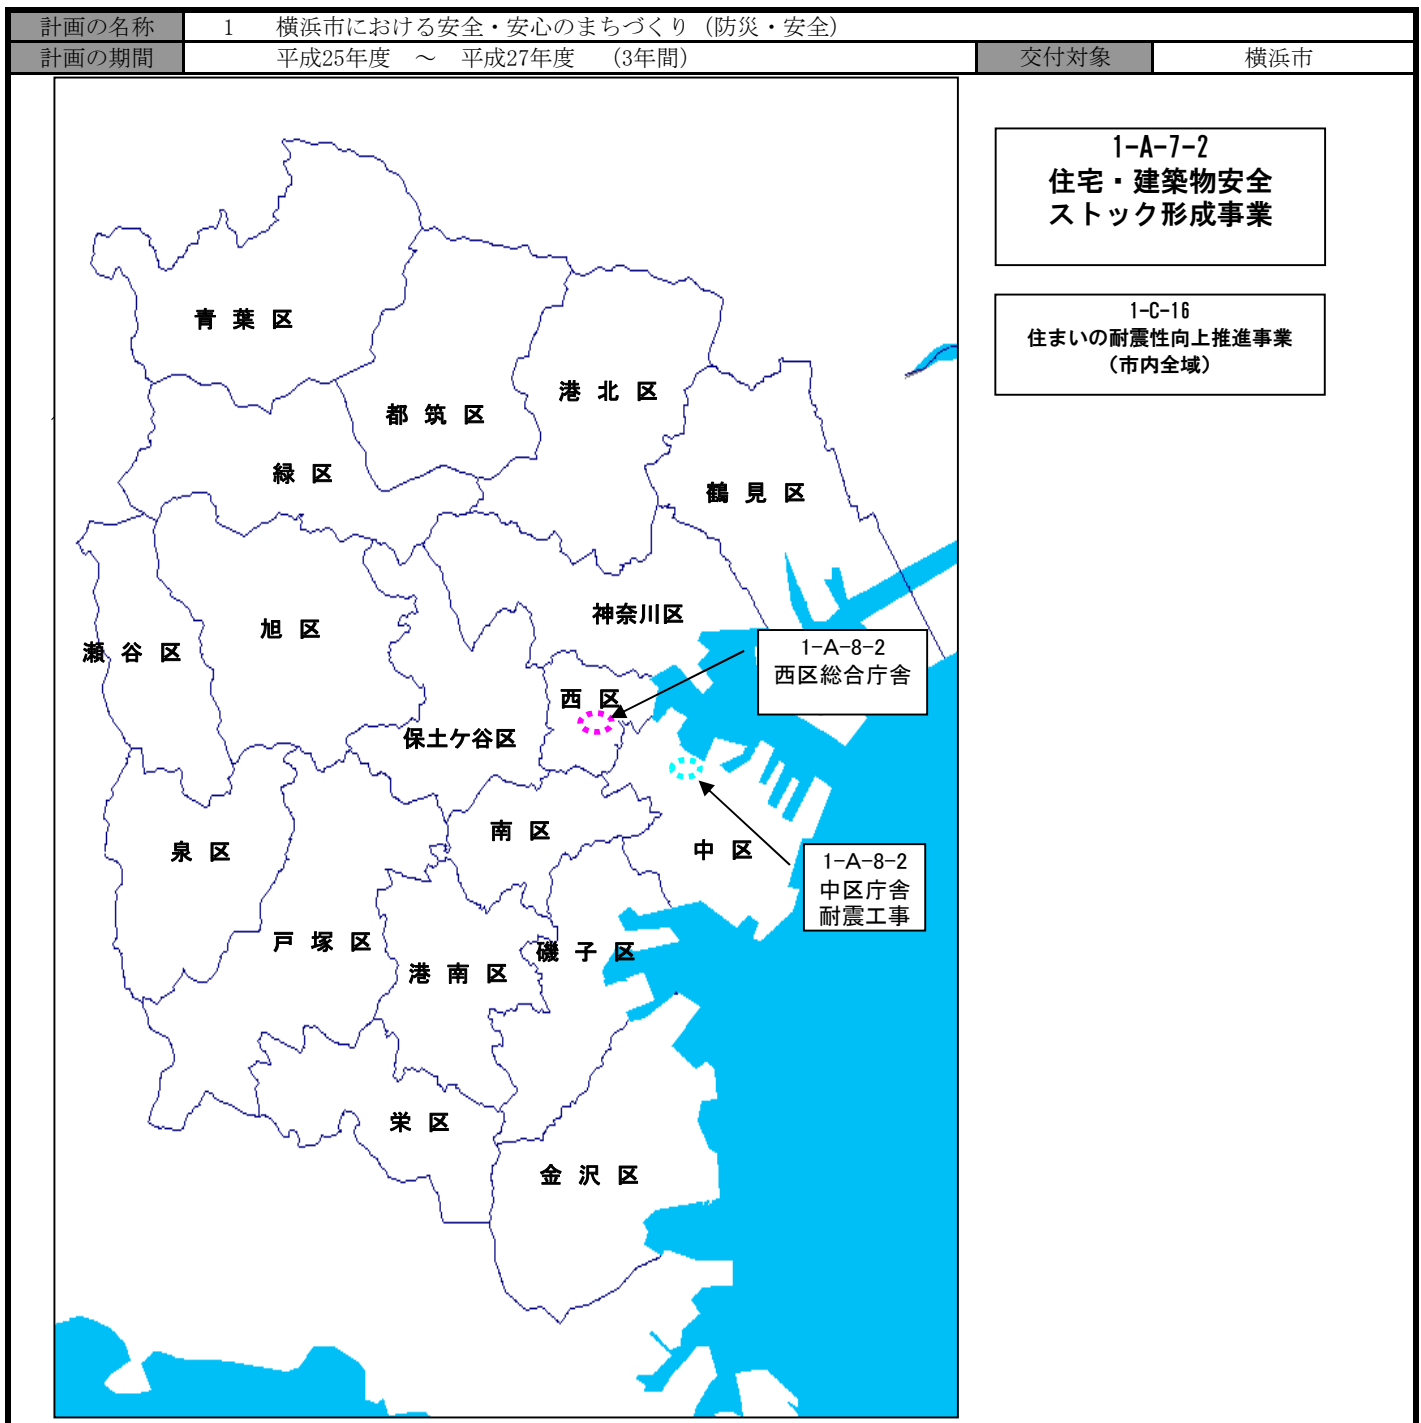 計画の名称 1 横浜市における安全・安心のまちづくり（防災・安全）
計画の期間 平成25年度 ～ 平成27年度 （3年間） 交付対象 横浜市
1-A-7-2
住宅・建築物安全
ストック形成事業
1-C-16
住まいの耐震性向上推進事業
（市内全域）
青葉区
都筑区
港北区
緑区
鶴見区
神奈川区
旭区
瀬谷区
1-A-8-2
西区総合庁舎
西区
保土ケ谷区
南区
中区
泉区
1-A-8-2
中区庁舎
耐震工事
戸塚区
港南区
磯子区
栄区
金沢区